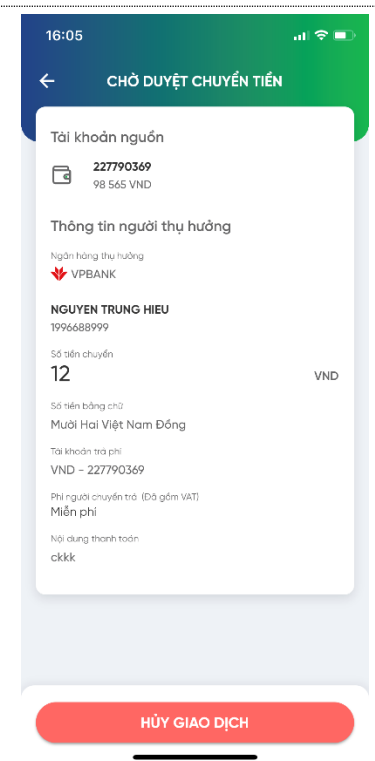 16:05
CHỜ DUYỆT CHUYỂN TIỀN
Tài khoản nguồn
227790369
98 565 VND
Thông tin người thụ hưởng
Ngân hàng thụ hưởng
VPBANK
NGUYEN TRUNG HIEU
1996688999
Số tiền chuyển
12 VND
Số tiền bằng chữ
Mười Hai Việt Nam Đồng
Tài khoản trả phí
VND - 227790369
Phí người chuyển trả (Đã gồm VAT)
Miễn phí
Nội dung thanh toán
ckkk
HỦY GIAO DỊCH